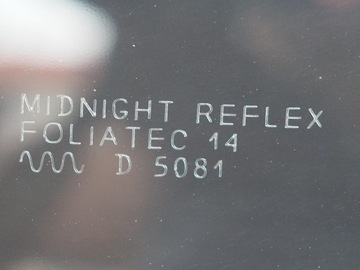 MIDNIGHT REFLEX
FOLIATEC 14
D 5081